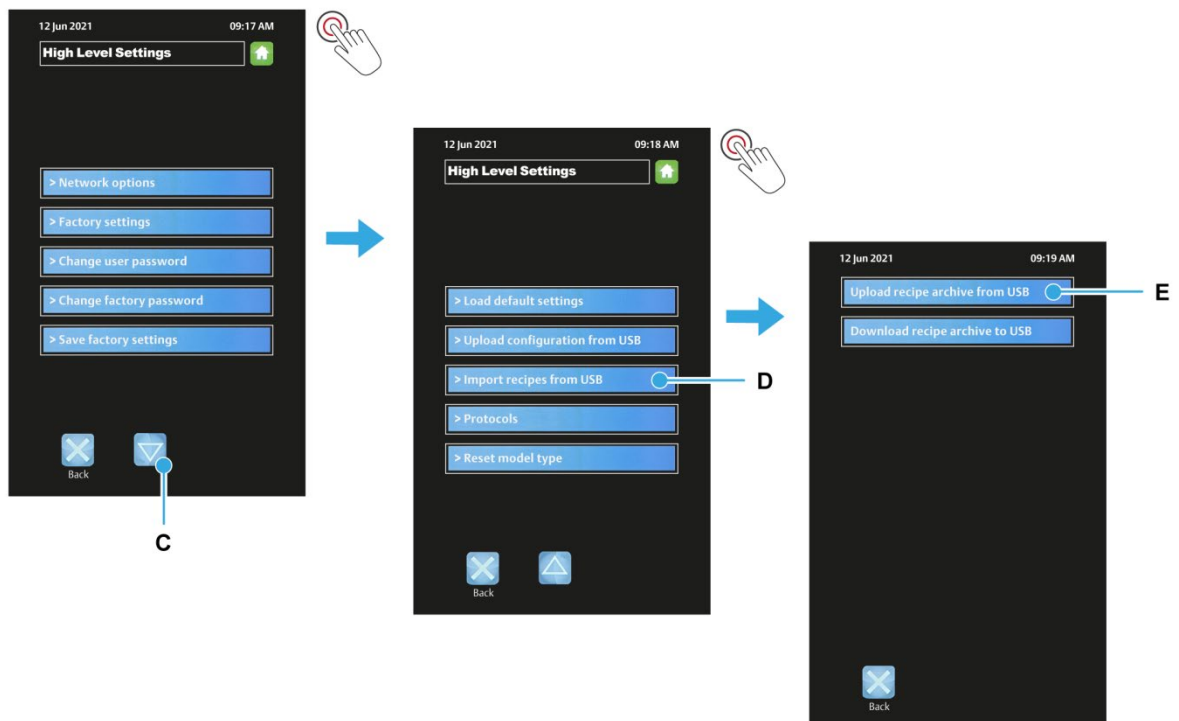 12 Jun 2021 09:17 AM
High Level Settings
> Network options
> Factory settings
> Change user password
> Change factory password
> Save factory settings
Back
C
12 Jun 2021 09:18 AM
High Level Settings
> Load default settings
> Upload configuration from USB
> Import recipes from USB
D
> Protocols
> Reset model type
Back
12 Jun 2021 09:19 AM
Upload recipe archive from USB
E
Download recipe archive to USB
Back